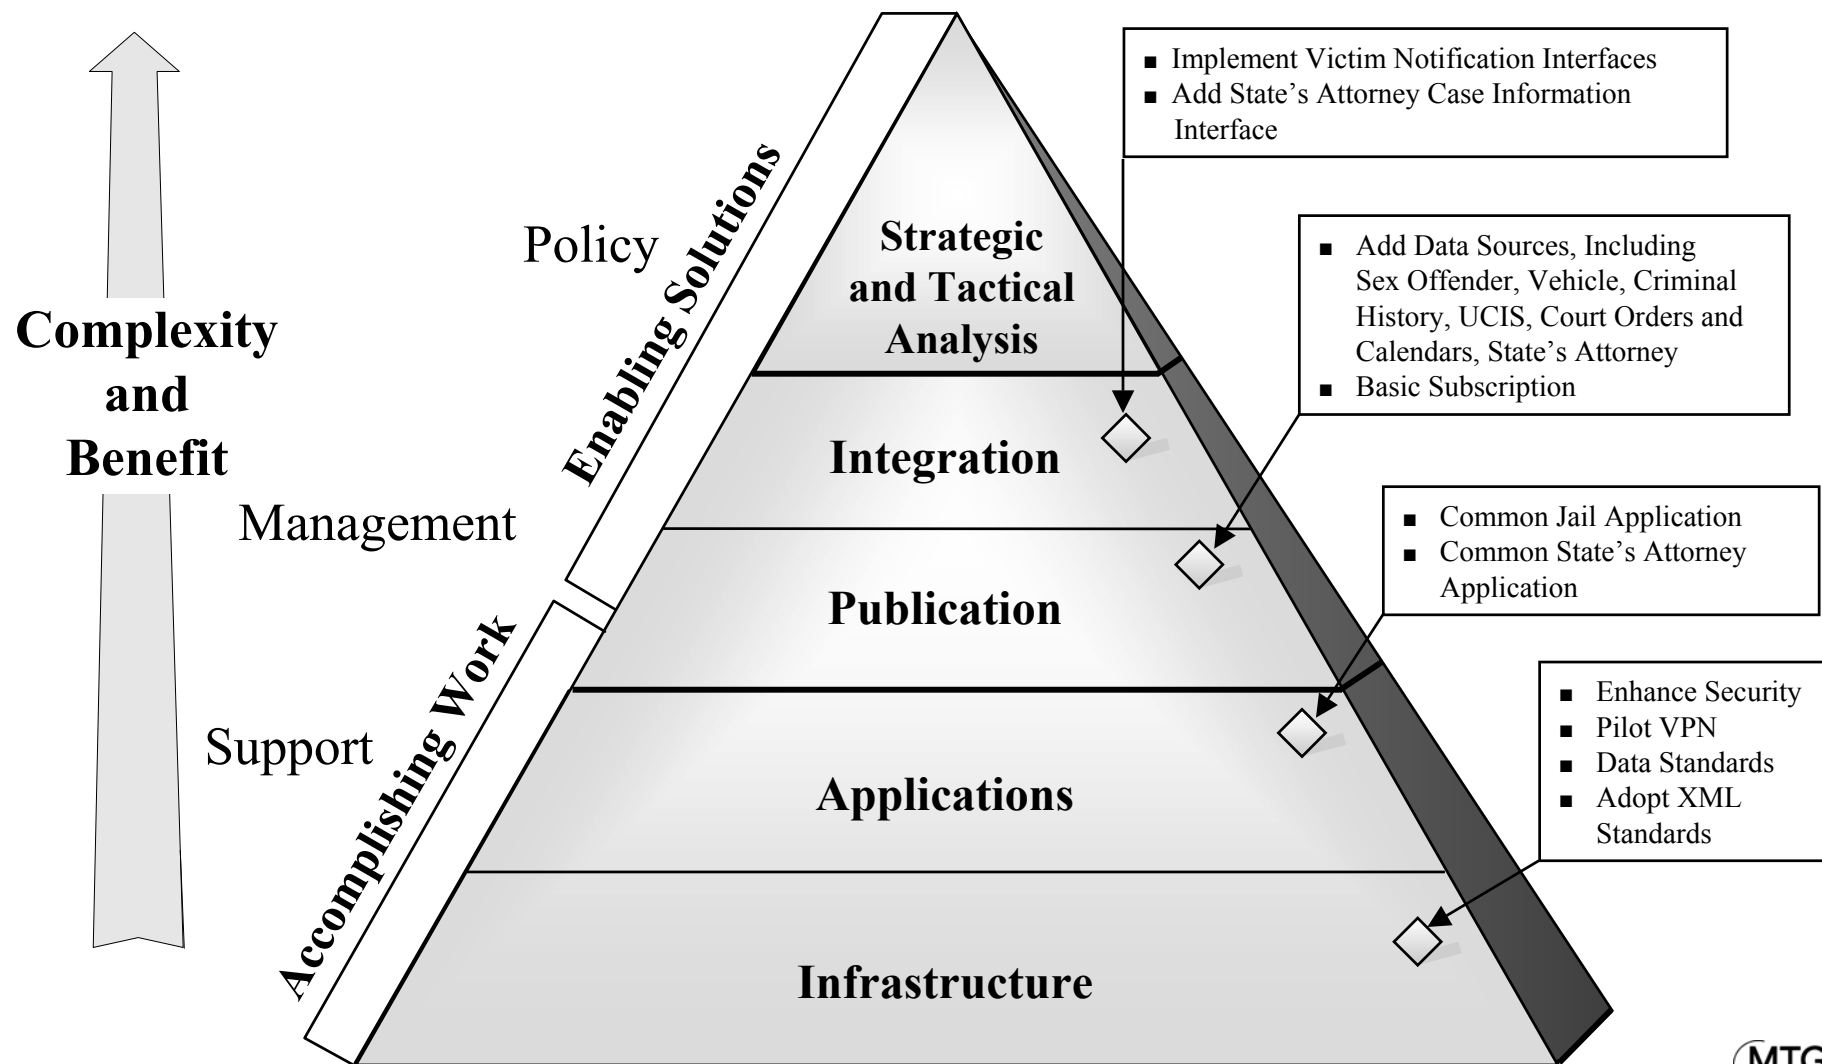 Complexity
and
Benefit
Policy
Management
Support
Enabling Solutions
Accomplishing Work
Strategic
and Tactical
Analysis
Integration
Publication
Applications
Infrastructure
■ Implement Victim Notification Interfaces
■ Add State’s Attorney Case Information
Interface
■ Add Data Sources, Including
Sex Offender, Vehicle, Criminal
History, UCIS, Court Orders and
Calendars, State’s Attorney
■ Basic Subscription
■ Common Jail Application
■ Common State’s Attorney
Application
■ Enhance Security
■ Pilot VPN
■ Data Standards
■ Adopt XML
Standards
MTG